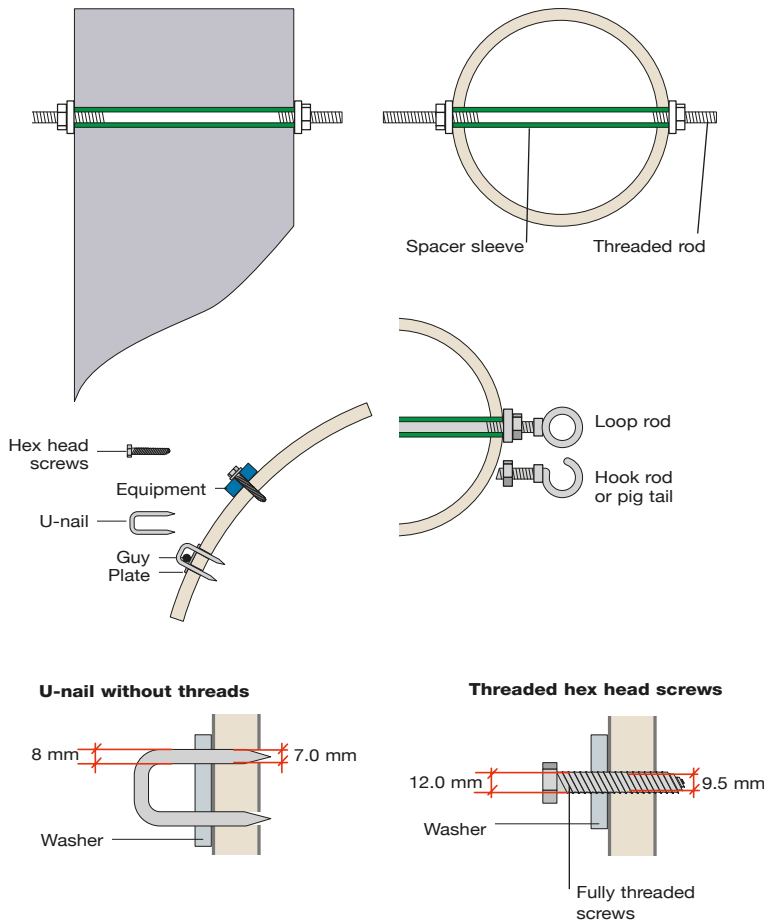 Spacer sleeve
Threaded rod
Hex head
screws
Equipment
U-nail
Guy
Plate
Loop rod
Hook rod
or pig tail
U-nail without threads
8 mm
7.0 mm
Washer
Threaded hex head screws
12.0 mm
9.5 mm
Washer
Fully threaded
screws